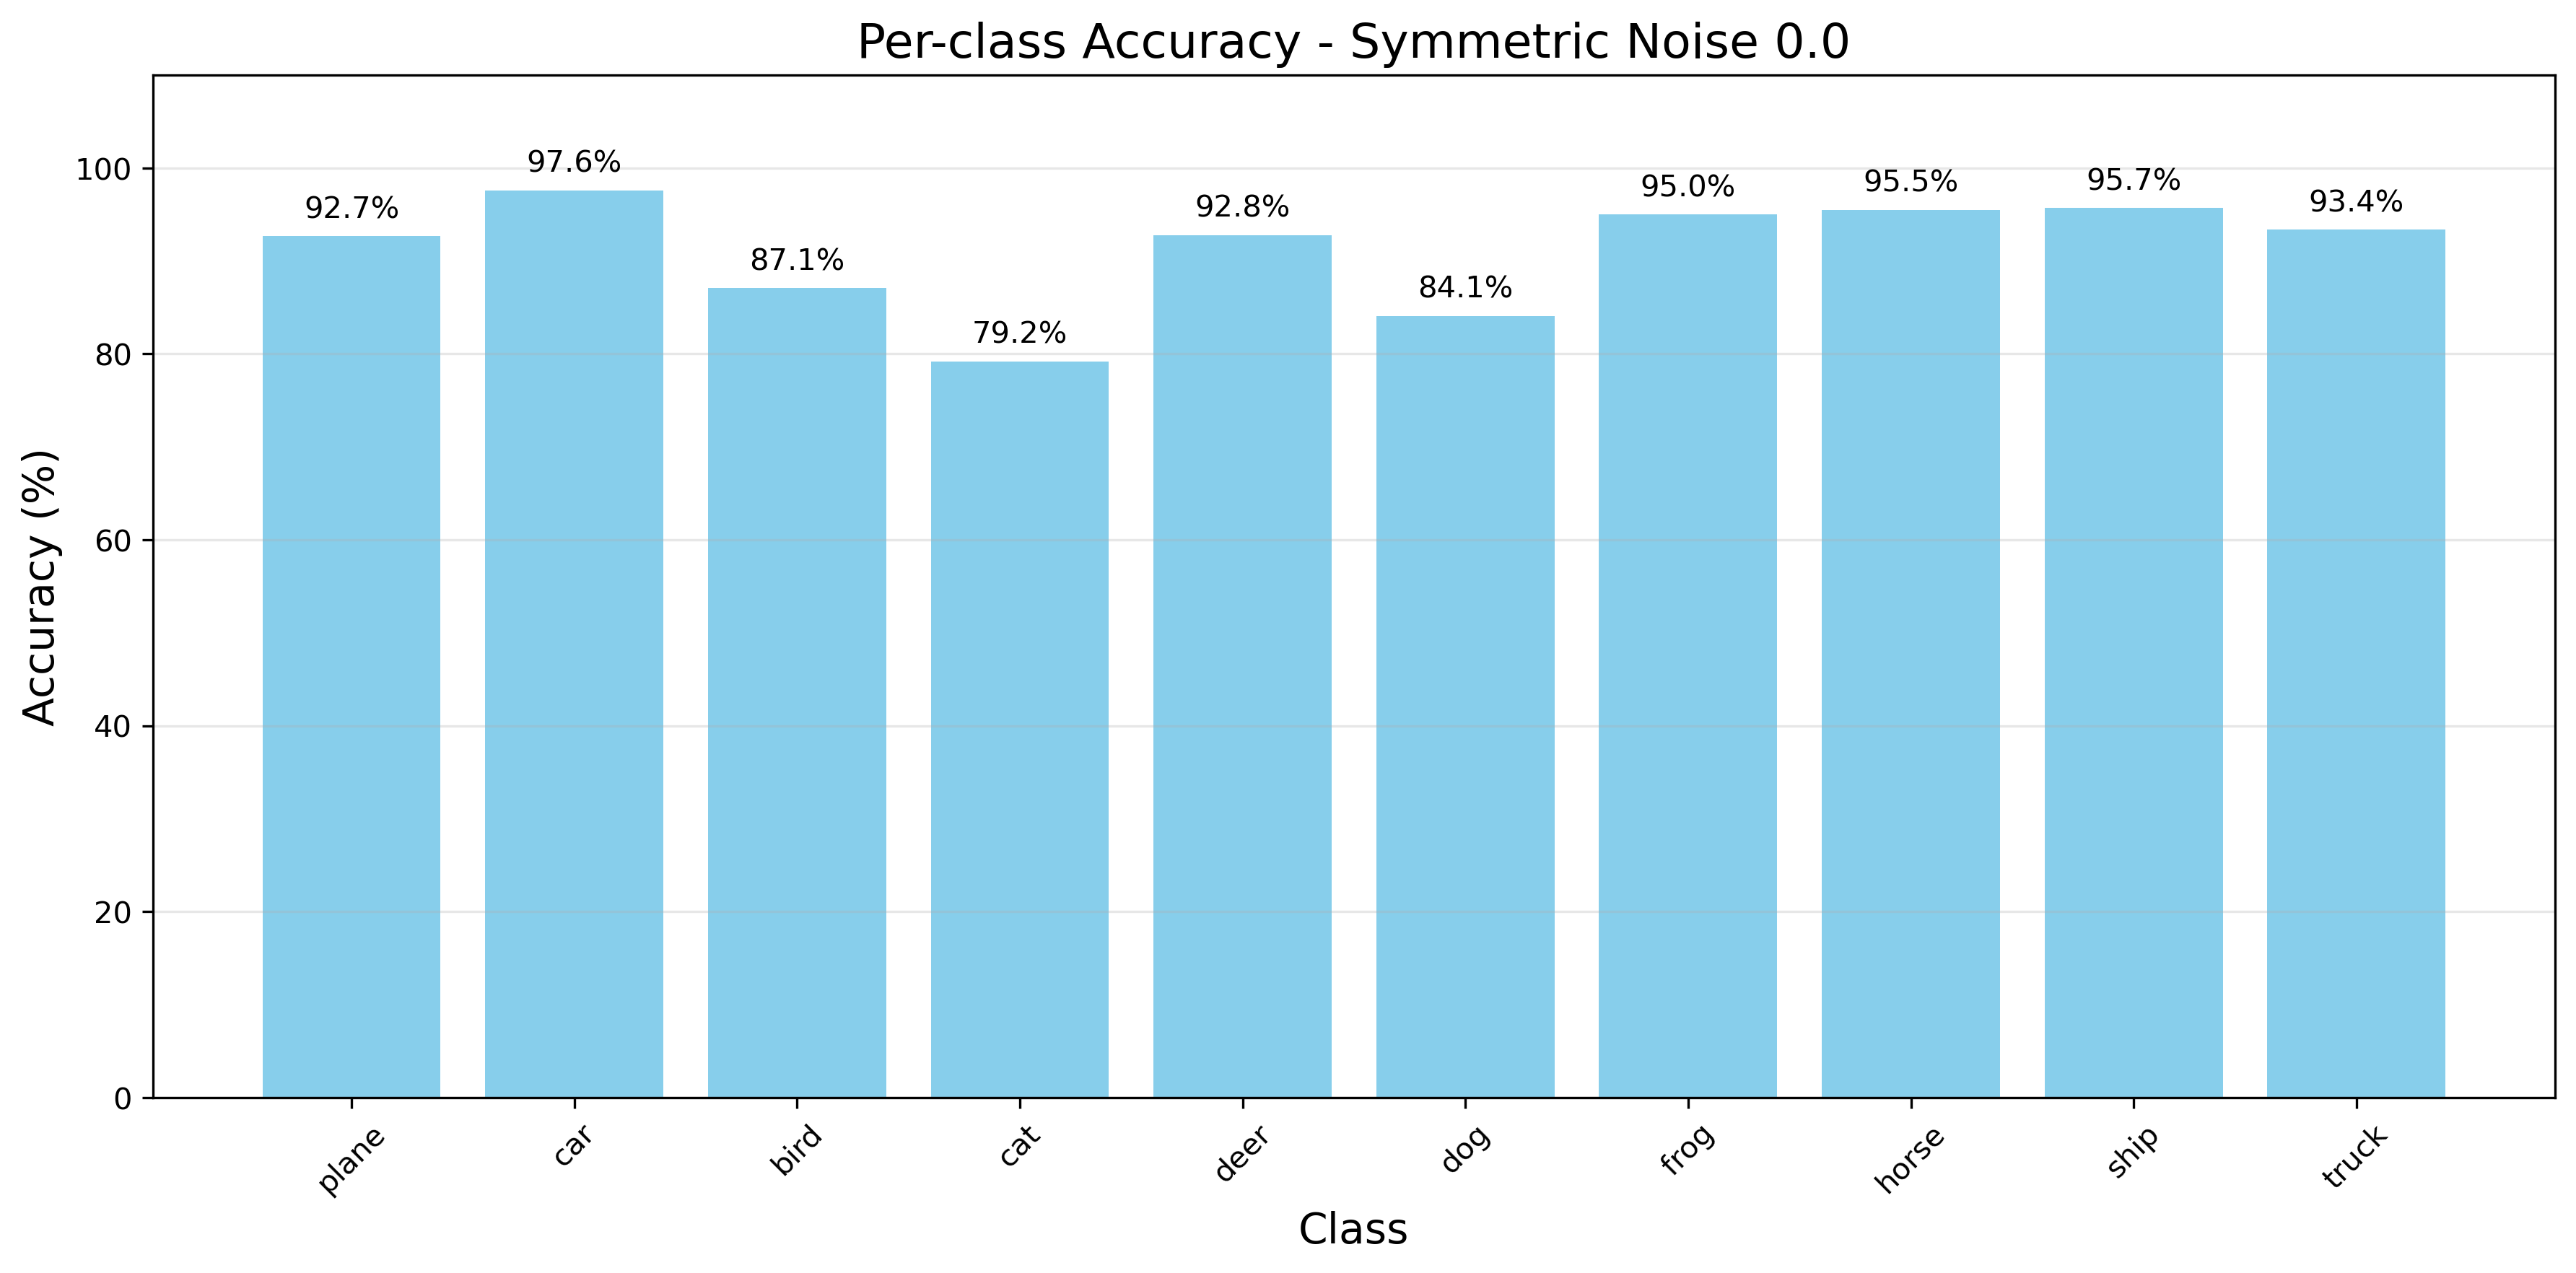 Per-class Accuracy - Symmetric Noise 0.0
Accuracy (%)
100
80
60
40
20
0
92.7%
97.6%
87.1%
79.2%
92.8%
84.1%
95.0%
95.5%
95.7%
93.4%
plane
car
bird
cat
deer
dog
frog
horse
ship
truck
Class